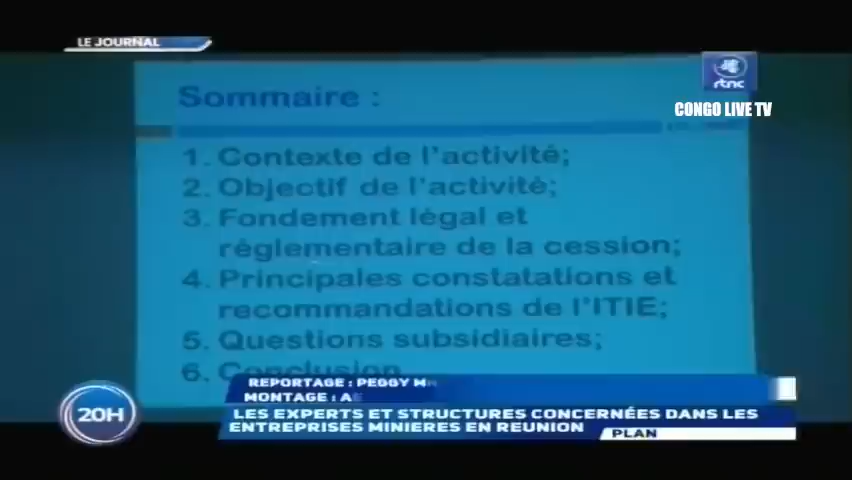 LE JOURNAL
rtnc
CONGO LIVE TV
Sommaire :
1. Contexte de l'activité;
2. Objectif de l'activité;
3. Fondement légal et
réglementaire de la cession;
4. Principales constatations et
recommandations de l'ITIE;
5. Questions subsidiaires;
6. Conclusion
REPORTAGE : PEGGY
MONTAGE :
20H
LES EXPERTS ET STRUCTURES CONCERNÉES DANS LES
ENTREPRISES MINIERES EN REUNION
PLAN